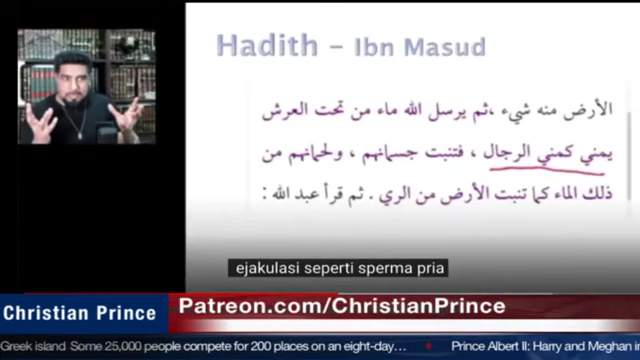 Hadith – Ibn Masud
الأرض منه شيء ،ثم يرسل الله ماء من تحت العرش
يمني كمني الرجال ، فتنبت جسمانهم ، ولحمانهم من
ذلك الماء كما تنبت الأرض من الري . ثم قرأ عبد الله :
ejakulasi seperti sperma pria
Christian Prince
Patreon.com/ChristianPrince
Greek island Some 25,000 people compete for 200 places on an eight-day… Prince Albert II: Harry and Meghan in